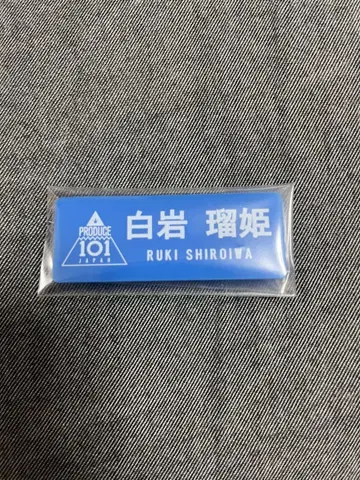 PRODUCE
101
JAPAN
白岩 瑠姫
RUKI SHIROIWA